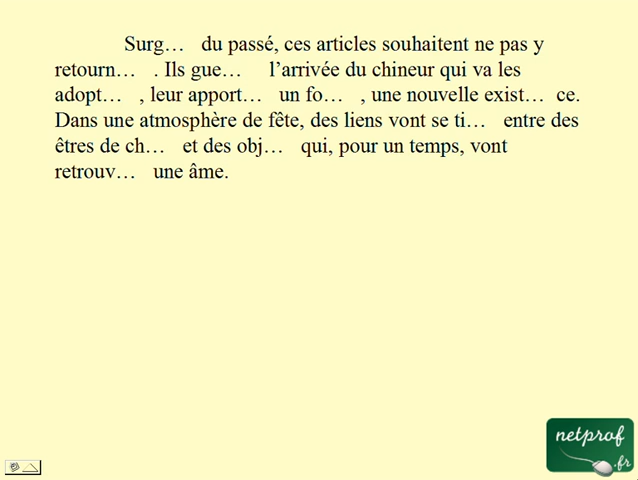 Surg… du passé, ces articles souhaitent ne pas y
retourn… . Ils gue… l’arrivée du chineur qui va les
adopt… , leur apport… un fo… , une nouvelle exist… ce.
Dans une atmosphère de fête, des liens vont se ti… entre des
êtres de ch… et des obj… qui, pour un temps, vont
retrouv… une âme.
netprof
.fr